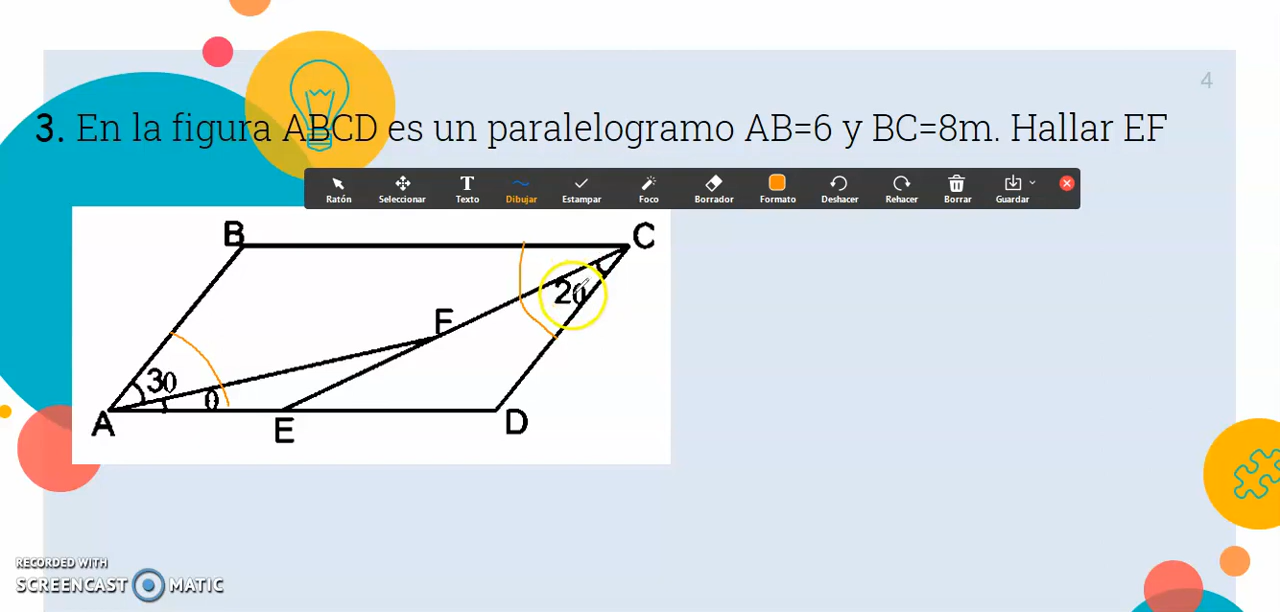 4
3. En la figura ABCD es un paralelogramo AB=6 y BC=8m. Hallar EF
Ratón Seleccionar Texto Dibujar Estampar Foco Borrador Formato Deshacer Rehacer Borrar Guardar
B C
2θ
F
3θ
θ
A E D
RECORDED WITH
SCREENCAST MATIC